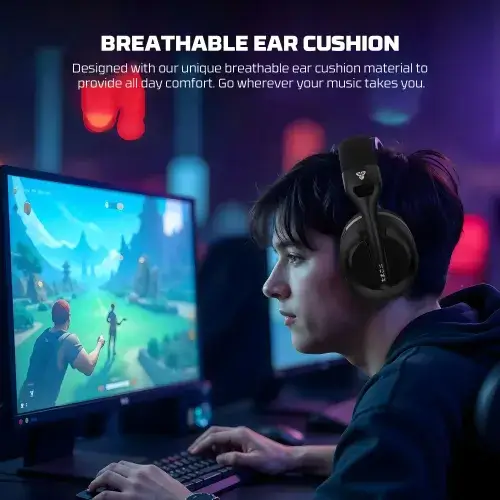 BREATHABLE EAR CUSHION
Designed with our unique breathable ear cushion material to
provide all day comfort. Go wherever your music takes you.